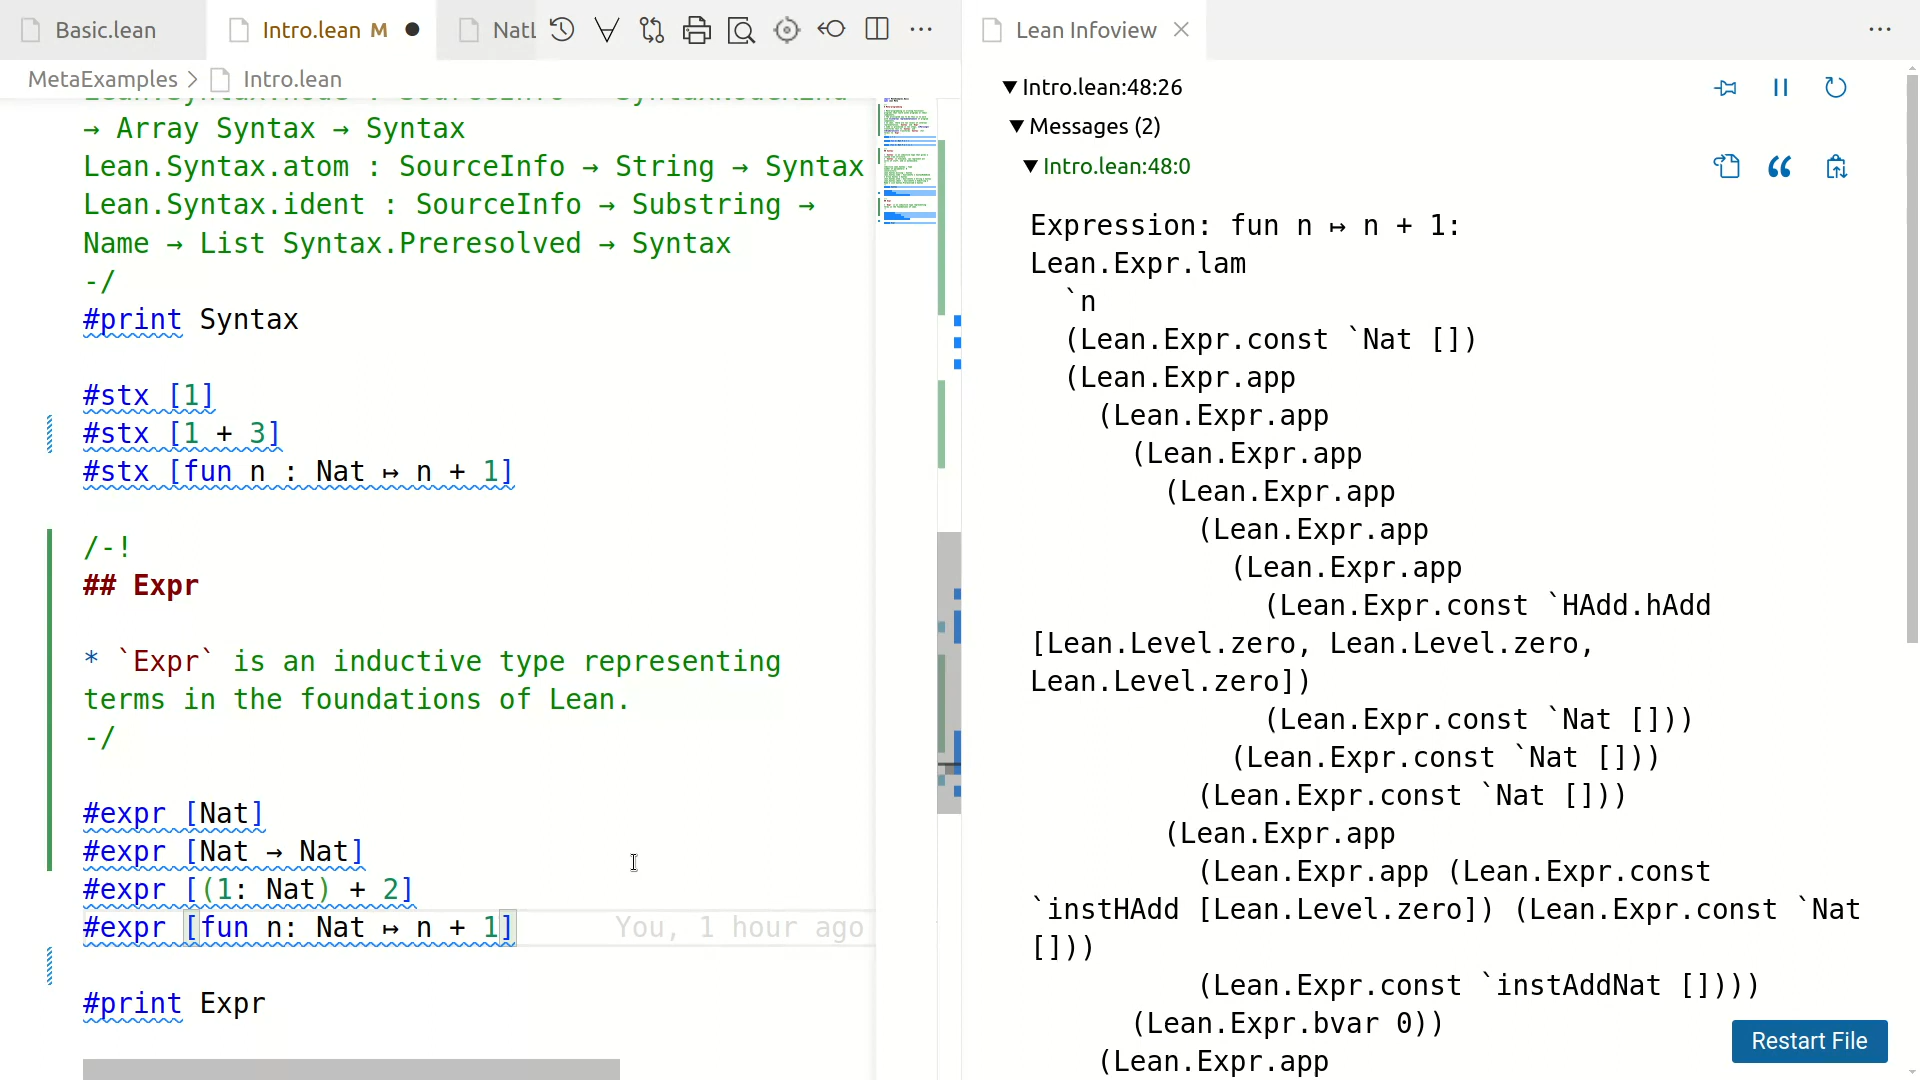 Basic.lean
Intro.lean M
NatL
MetaExamples > Intro.lean
→ Array Syntax → Syntax
Lean.Syntax.atom : SourceInfo → String → Syntax
Lean.Syntax.ident : SourceInfo → Substring →
Name → List Syntax.Preresolved → Syntax
-/
#print Syntax
#stx [1]
#stx [1 + 3]
#stx [fun n : Nat ↦ n + 1]
/-!
## Expr
* `Expr` is an inductive type representing
terms in the foundations of Lean.
-/
#expr [Nat]
#expr [Nat → Nat]
#expr [(1: Nat) + 2]
#expr [fun n: Nat ↦ n + 1] You, 1 hour ago
#print Expr
Lean Infoview
Intro.lean:48:26
Messages (2)
Intro.lean:48:0
Expression: fun n ↦ n + 1:
Lean.Expr.lam
`n
(Lean.Expr.const `Nat [])
(Lean.Expr.app
(Lean.Expr.app
(Lean.Expr.app
(Lean.Expr.app
(Lean.Expr.app
(Lean.Expr.app
(Lean.Expr.const `HAdd.hAdd
[Lean.Level.zero, Lean.Level.zero,
Lean.Level.zero])
(Lean.Expr.const `Nat []))
(Lean.Expr.const `Nat []))
(Lean.Expr.const `Nat []))
(Lean.Expr.app
(Lean.Expr.app (Lean.Expr.const
`instHAdd [Lean.Level.zero]) (Lean.Expr.const `Nat
[]))
(Lean.Expr.const `instAddNat [])))
(Lean.Expr.bvar 0))
(Lean.Expr.app
Restart File